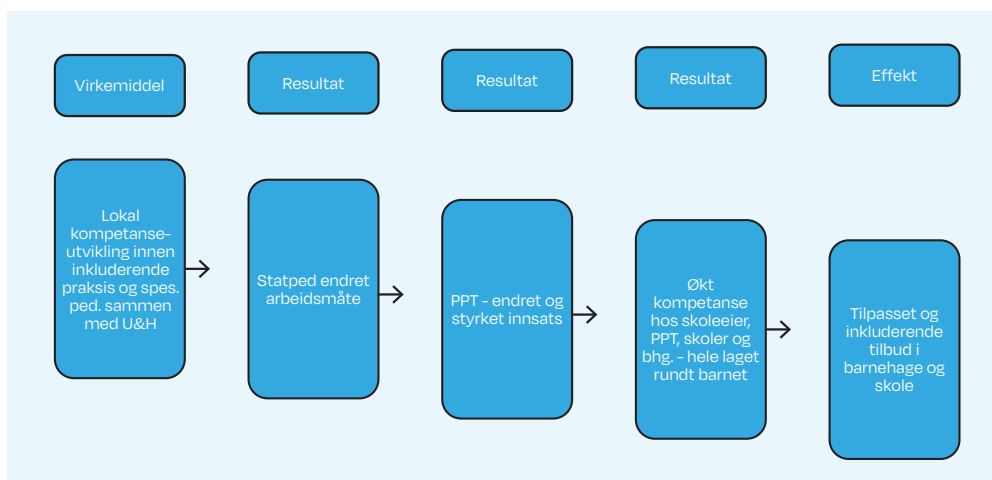 Virkemiddel
Resultat
Resultat
Resultat
Effekt
Lokal
kompetanse-
utvikling innen
inkluderende
praksis og spes.
ped. sammen
med U&H
Statped endret
arbeidsmåte
PPT - endret og
styrket innsats
Økt
kompetanse
hos skoleeier,
PPT, skoler og
bhg. - hele laget
rundt barnet
Tilpasset og
inkluderende
tilbud i
barnehage og
skole